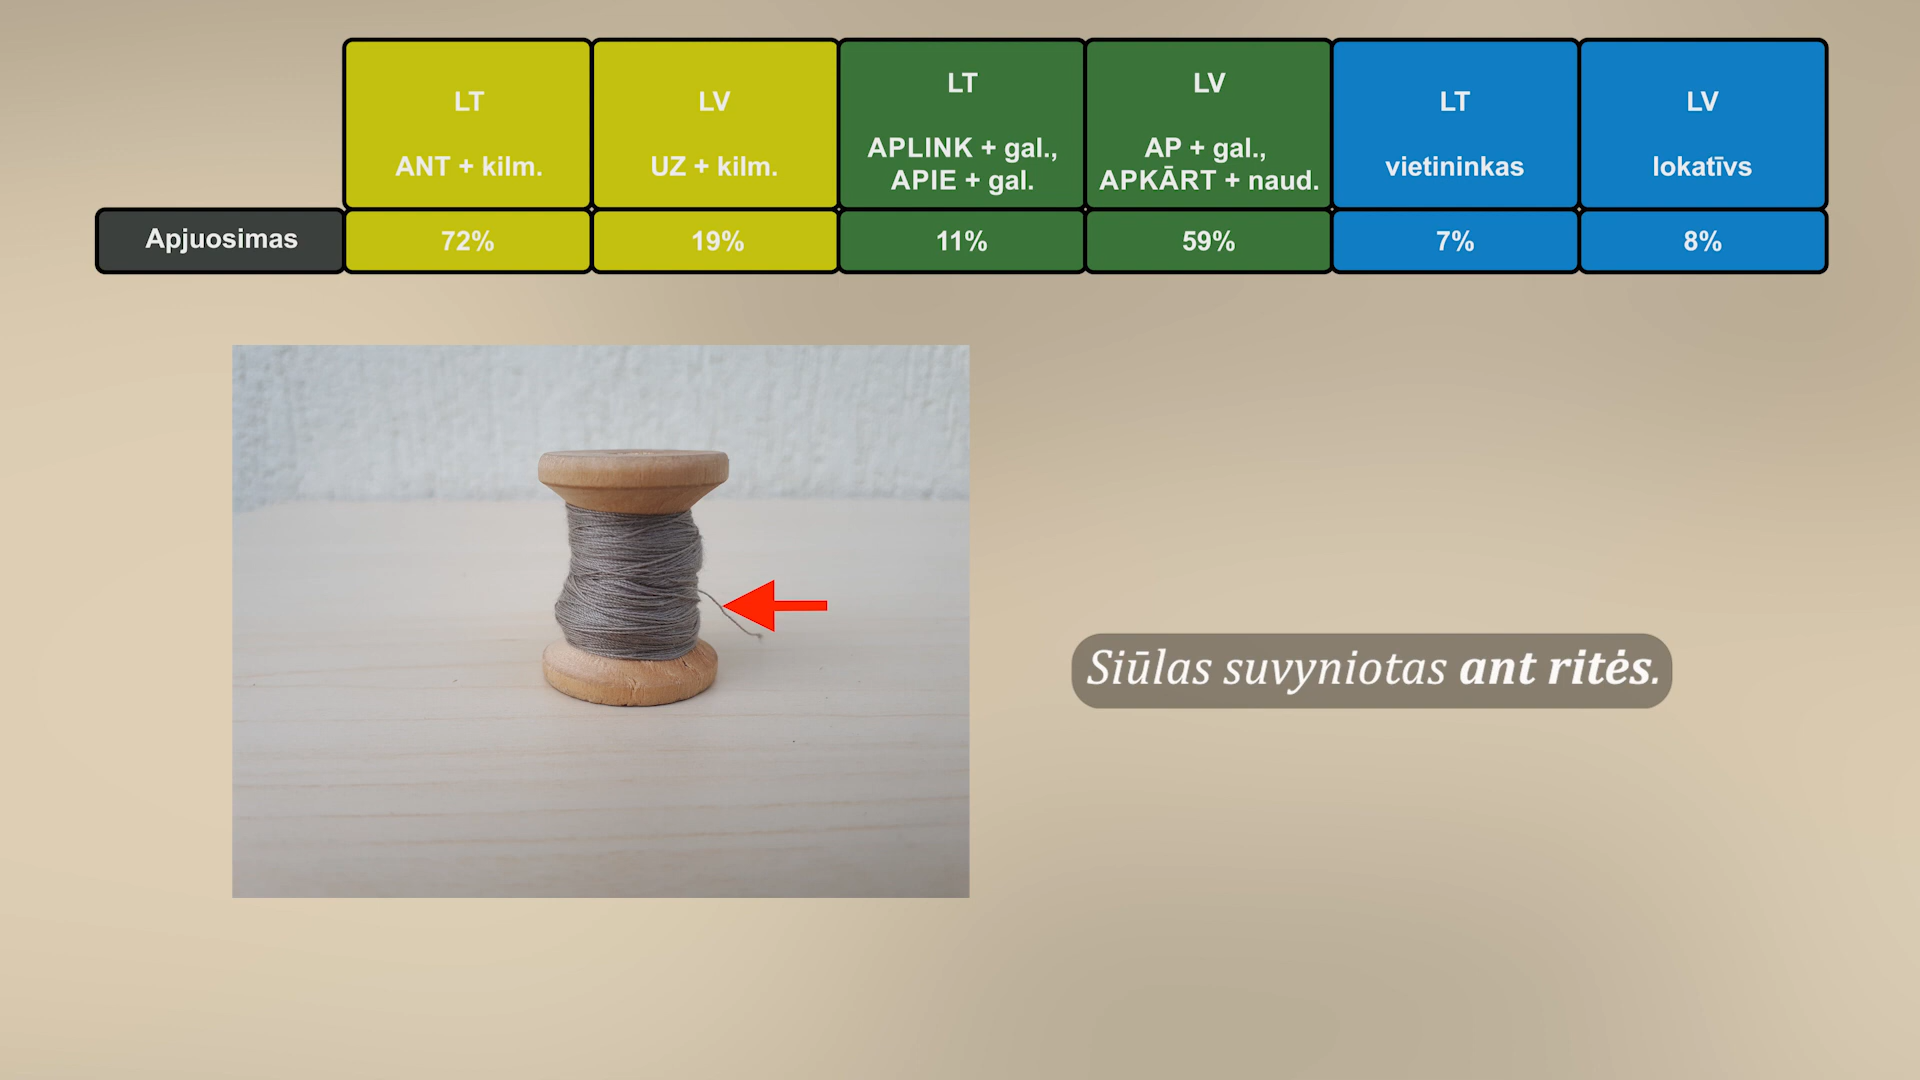 LT
ANT + kilm.
LV
UZ + kilm.
LT
APLINK + gal.,
APIE + gal.
LV
AP + gal.,
APKĀRT + naud.
LT
vietininkas
LV
lokatīvs
Apjuosimas
72%
19%
11%
59%
7%
8%
Siūlas suvyniotas ant ritės.